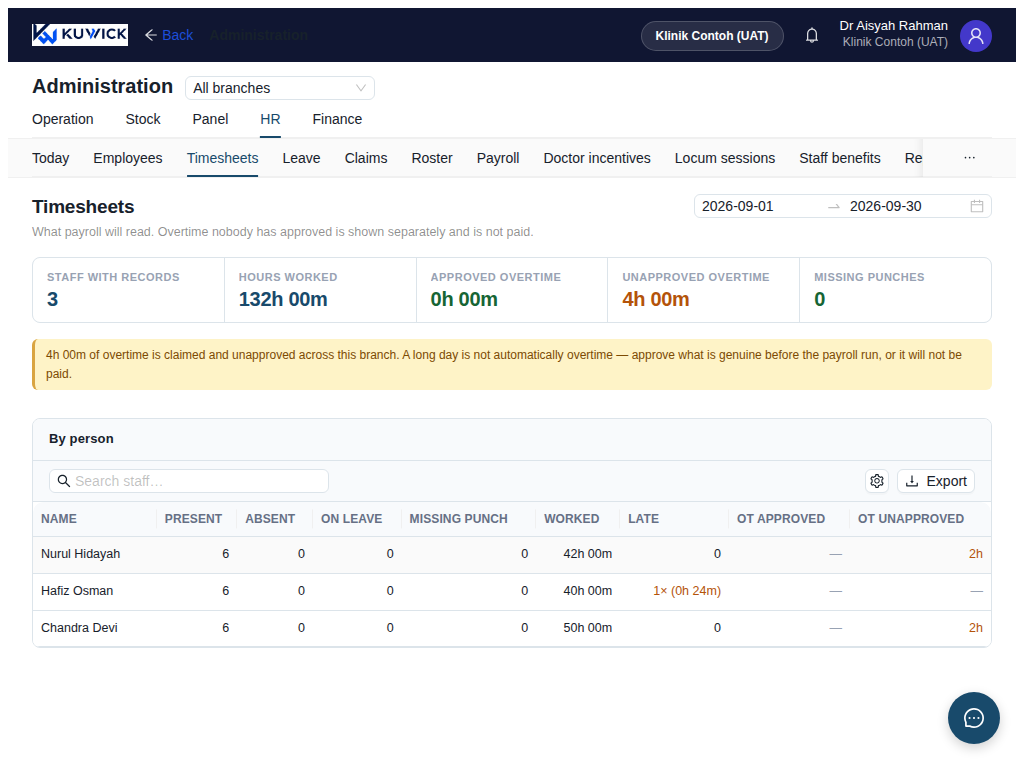 KUWICK
Back Administration
Klinik Contoh (UAT)
Dr Aisyah Rahman
Klinik Contoh (UAT)
Administration
All branches
Operation Stock Panel HR Finance
Today Employees Timesheets Leave Claims Roster Payroll Doctor incentives Locum sessions Staff benefits Re ···
Timesheets
2026-09-01 2026-09-30
What payroll will read. Overtime nobody has approved is shown separately and is not paid.
STAFF WITH RECORDS HOURS WORKED APPROVED OVERTIME UNAPPROVED OVERTIME MISSING PUNCHES
3 132h 00m 0h 00m 4h 00m 0
4h 00m of overtime is claimed and unapproved across this branch. A long day is not automatically overtime — approve what is genuine before the payroll run, or it will not be
paid.
By person
Search staff… Export
NAME PRESENT ABSENT ON LEAVE MISSING PUNCH WORKED LATE OT APPROVED OT UNAPPROVED
Nurul Hidayah 6 0 0 0 42h 00m 0 — 2h
Hafiz Osman 6 0 0 0 40h 00m 1× (0h 24m) — —
Chandra Devi 6 0 0 0 50h 00m 0 — 2h